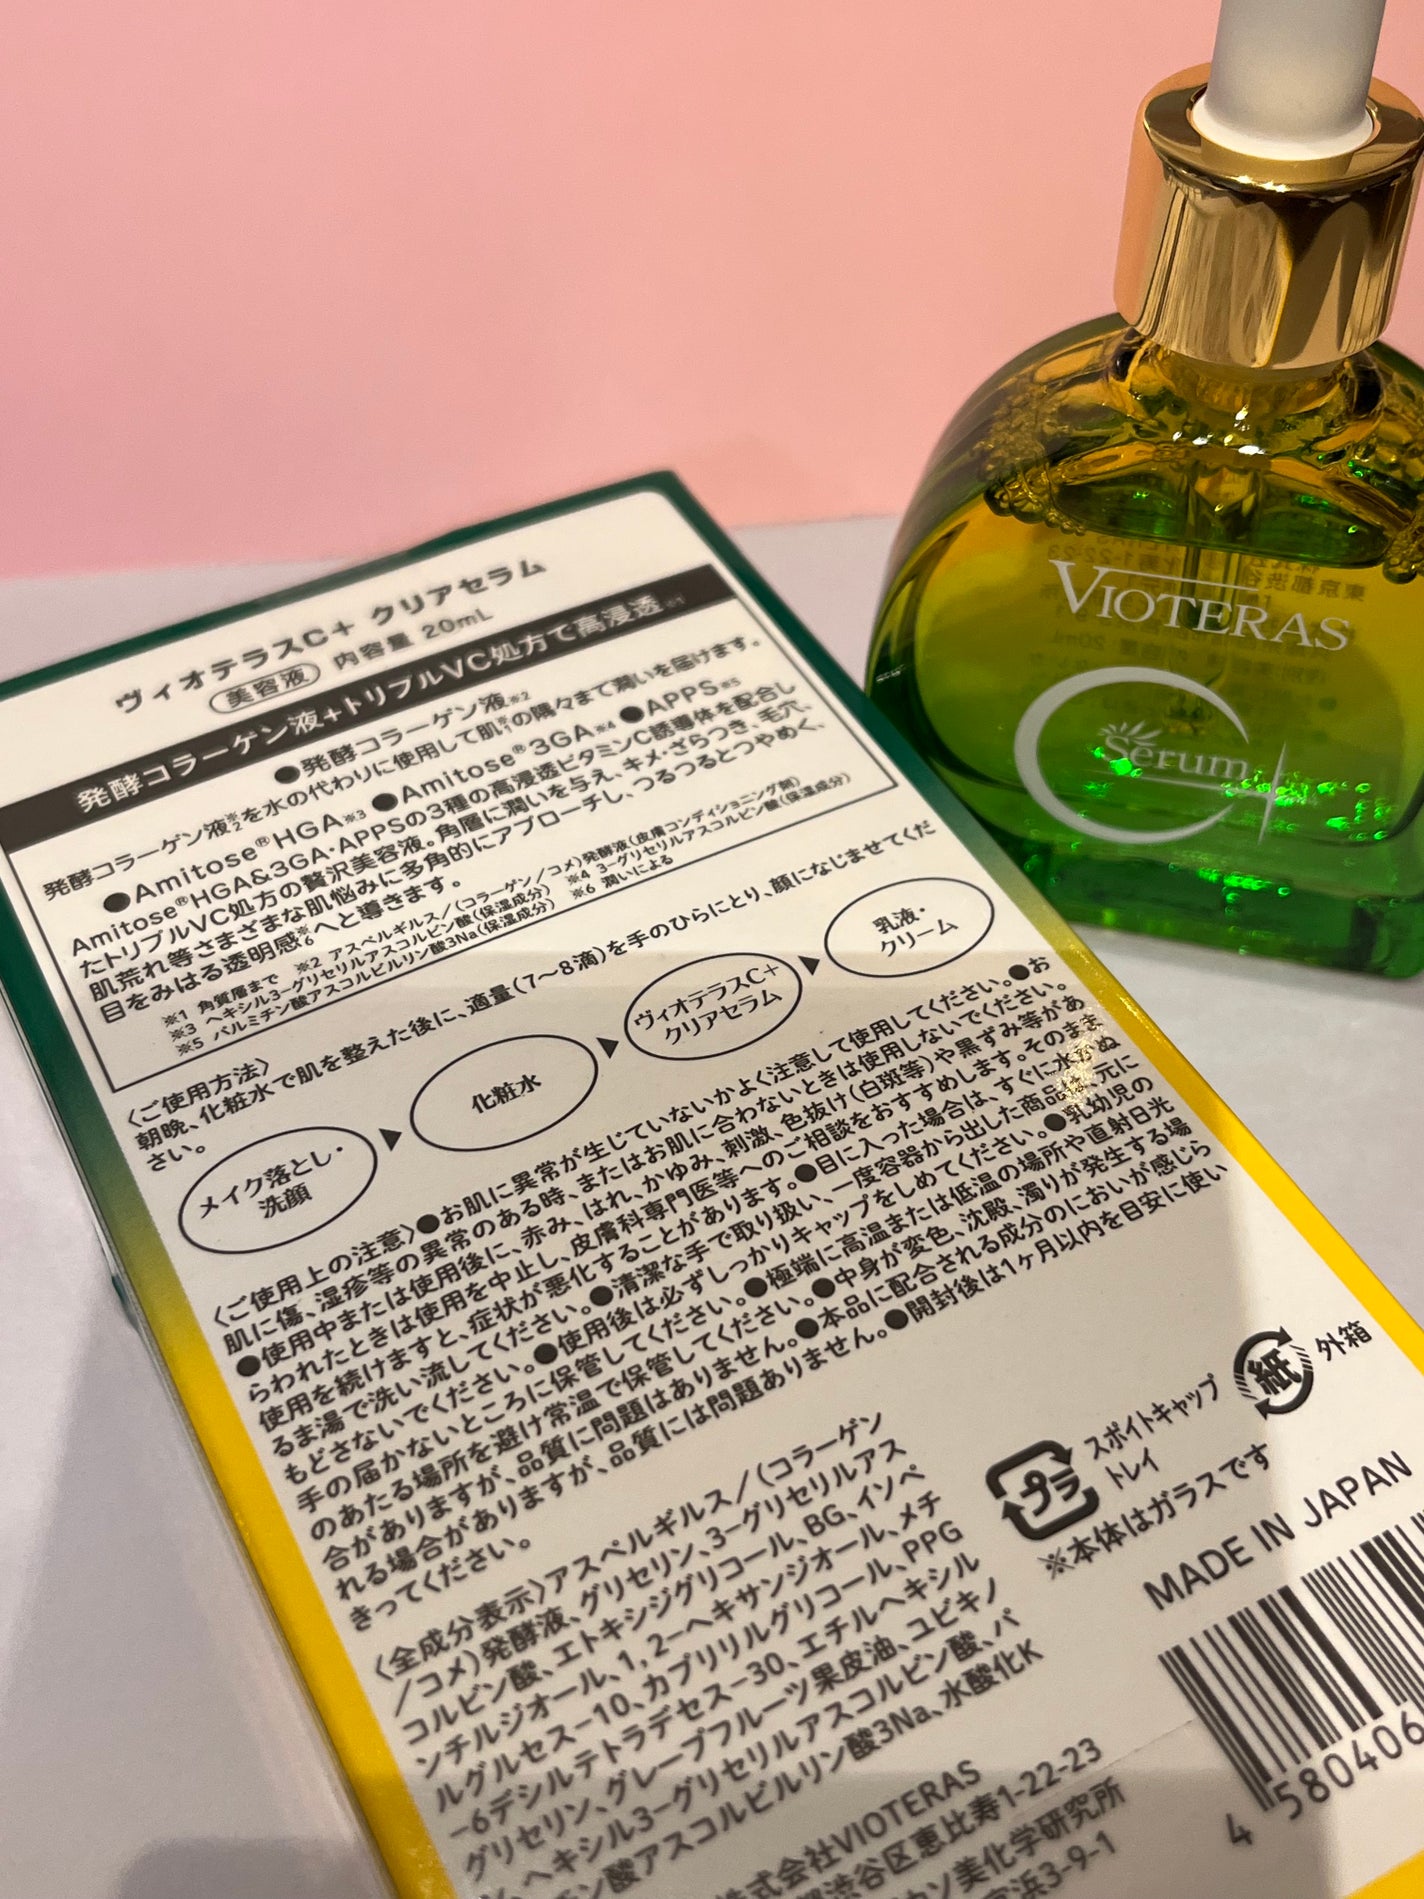 ヴィオテラスC+ クリアセラム
美容液 内容量 20mL
発酵コラーゲン液+トリプルVC処方で高浸透※1
●発酵コラーゲン液※2
発酵コラーゲン液※2を水の代わりに使用して肌※1の隅々まで潤いを届けます。
●Amitose®HGA※3 ●Amitose®3GA※4 ●APPS※5
Amitose®HGA&3GA・APPSの3種の高浸透ビタミンC誘導体を配合し
たトリプルVC処方の贅沢美容液。角層に潤いを与え、キメ・ざらつき、毛穴、
肌荒れ等さまざまな肌悩みに多角的にアプローチし、つるつるとつやめく、
目をみはる透明感※6へと導きます。
※1 角質層まで ※2 アスペルギルス/(コラーゲン/コメ)発酵液(皮膚コンディショニング剤)
※3 ヘキシル3-グリセリルアスコルビン酸(保湿成分) ※4 3-グリセリルアスコルビン酸(保湿成分)
※5 パルミチン酸アスコルビルリン酸3Na(保湿成分) ※6 潤いによる
〈ご使用方法〉
朝晩、化粧水で肌を整えた後に、適量(7〜8滴)を手のひらにとり、顔になじませてくだ
さい。
メイク落とし・
洗顔
化粧水
ヴィオテラスC+
クリアセラム
乳液・
クリーム
〈ご使用上の注意〉●お肌に異常が生じていないかよく注意して使用してください。●お
肌に傷、湿疹等の異常のある時、またはお肌に合わないときは使用しないでください。
●使用中または使用後に、赤み、はれ、かゆみ、刺激、色抜け(白斑等)や黒ずみ等があ
らわれたときは使用を中止し、皮膚科専門医等へのご相談をおすすめします。そのまま
使用を続けますと、症状が悪化することがあります。●目に入った場合は、すぐに水かぬ
るま湯で洗い流してください。●清潔な手で取り扱い、一度容器から出した商品は、元に
もどさないでください。●使用後は必ずしっかりキャップをしめてください。●乳幼児の
手の届かないところに保管してください。●極端に高温または低温の場所や直射日光
のあたる場所を避け常温で保管してください。●中身が変色、沈殿、濁りが発生する場
合がありますが、品質に問題はありません。●本品に配合される成分のにおいが感じら
れる場合がありますが、品質には問題ありません。●開封後は1ヶ月以内を目安に使い
きってください。
〈全成分表示〉アスペルギルス/(コラーゲン
/コメ)発酵液、グリセリン、3-グリセリルアス
コルビン酸、エトキシジグリコール、BG、イソペ
ンチルジオール、1,2-ヘキサンジオール、メチ
ルグルセス-10、カプリリルグリコール、PPG
-6デシルテトラデセス-30、エチルヘキシル
グリセリン、グレープフルーツ果皮油、ユビキノ
ン、ヘキシル3-グリセリルアスコルビン酸、パ
ルミチン酸アスコルビルリン酸3Na、水酸化K
株式会社VIOTERAS
渋谷区恵比寿1-22-23
美化学研究所
浜3-9-1
紙 外箱
プラ スポイトキャップ
トレイ
※本体はガラスです
MADE IN JAPAN
4 580406
VIOTERAS
C Serum +
東京都渋谷
1-22-23
20mL